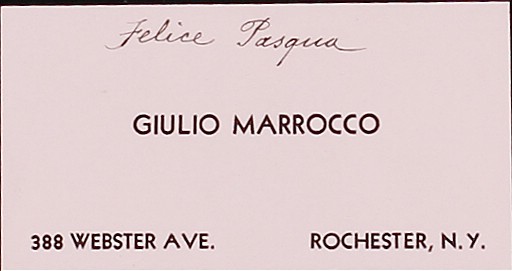 Felice Pasqua
GIULIO MARROCCO
388 WEBSTER AVE. ROCHESTER, N.Y.